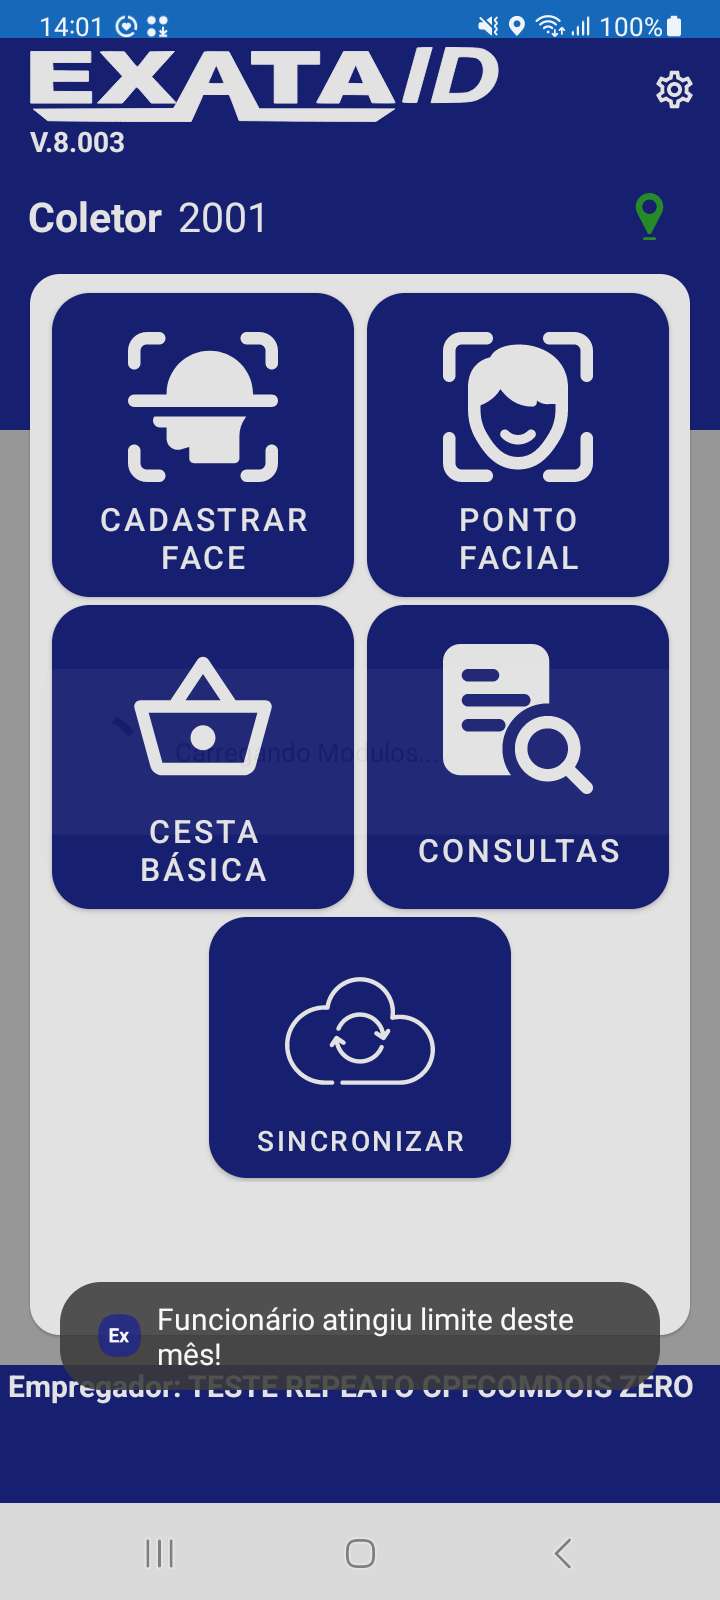 14:01
100%
EXATA ID
V.8.003
Coletor 2001
CADASTRAR
FACE
PONTO
FACIAL
Carregando Modulos...
CESTA
BÁSICA
CONSULTAS
SINCRONIZAR
Ex
Funcionário atingiu limite deste
mês!
Empregador: TESTE REPEATO CPFCOMDOIS ZERO